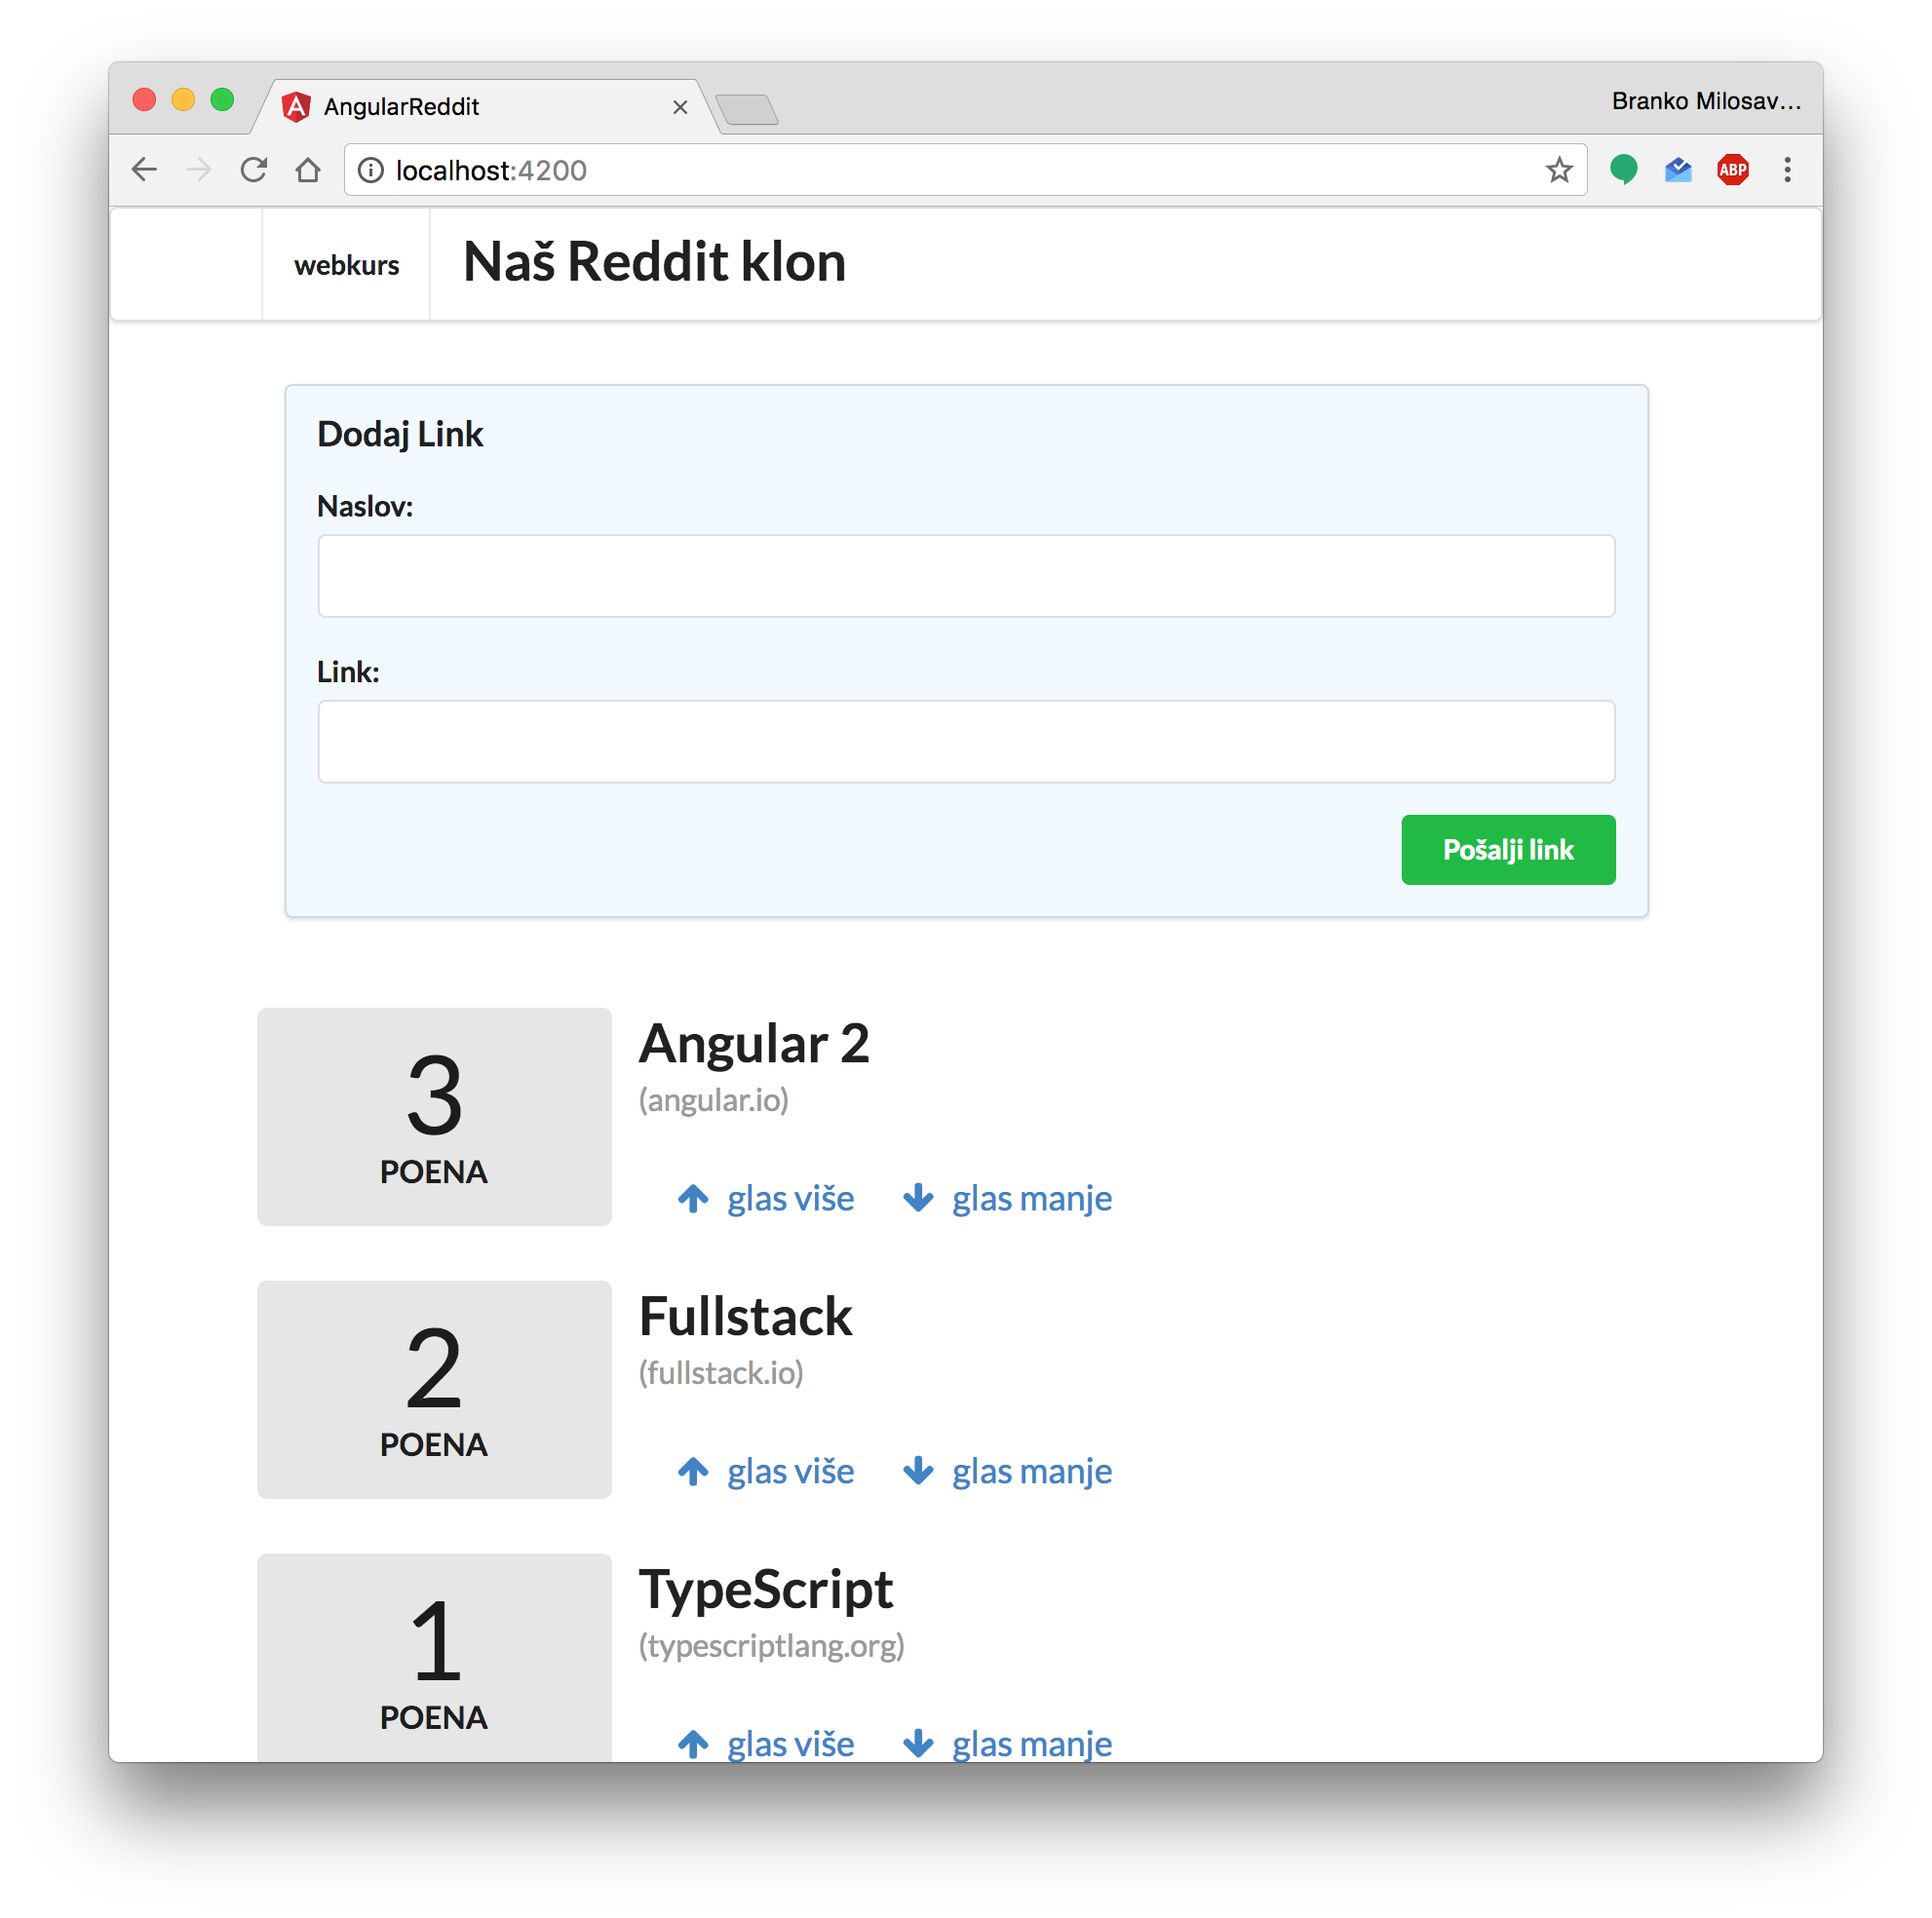 AngularReddit
Branko Milosav...
localhost:4200
ABP
webkurs
Naš Reddit klon
Dodaj Link
Naslov:
Link:
Pošalji link
3
POENA
Angular 2
(angular.io)
glas više glas manje
2
POENA
Fullstack
(fullstack.io)
glas više glas manje
1
POENA
TypeScript
(typescriptlang.org)
glas više glas manje